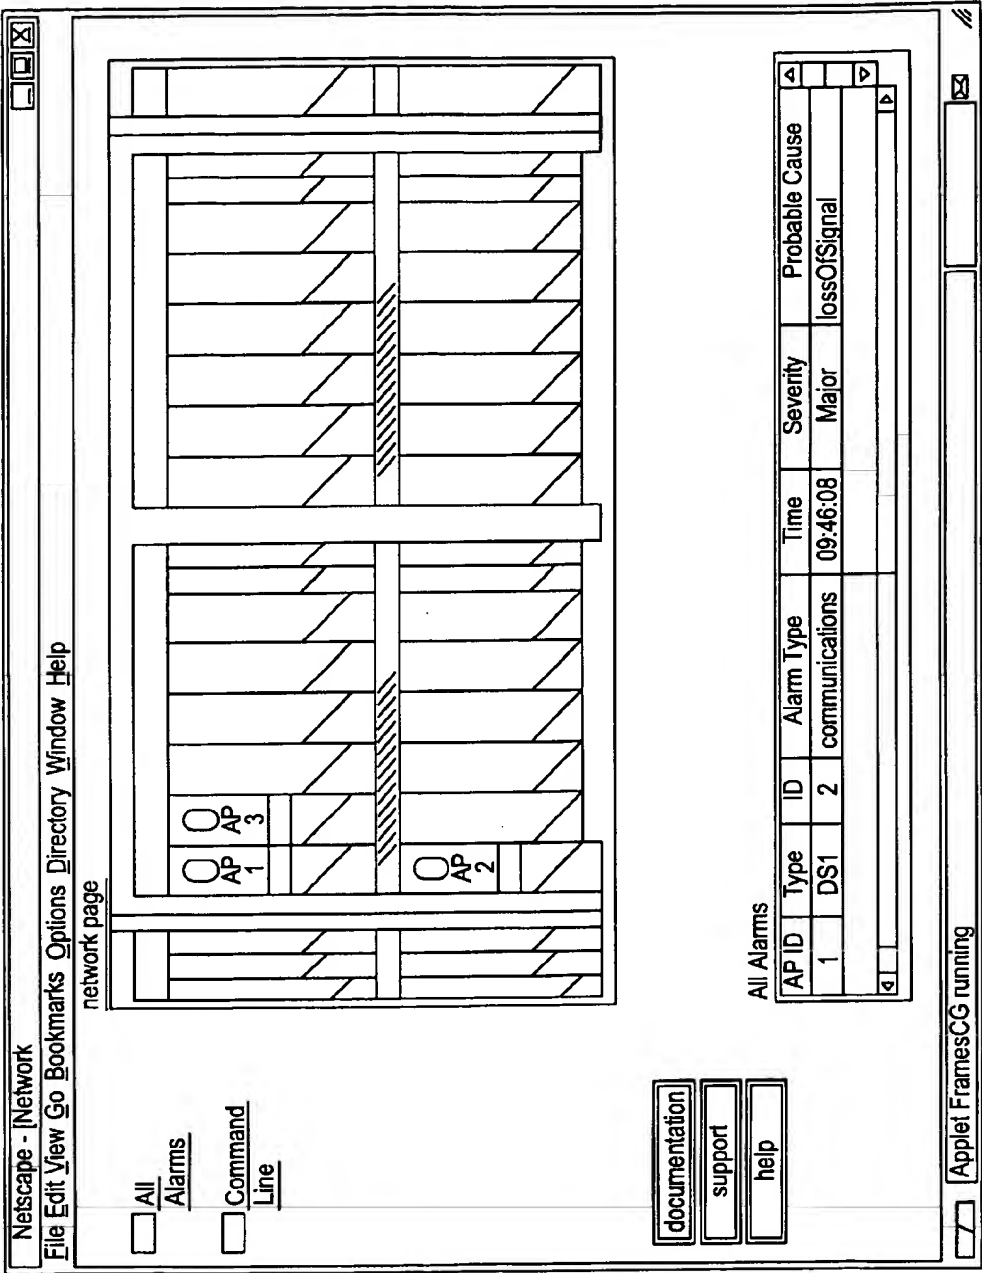 Netscape - [Network
File Edit View Go Bookmarks Options Directory Window Help
All
Alarms
Command
Line
documentation
support
help
network page
AP
1
AP
3
AP
2
All Alarms
AP ID Type ID Alarm Type Time Severity Probable Cause
1 DS1 2 communications 09:46:08 Major lossOfSignal
Applet FramesCG running